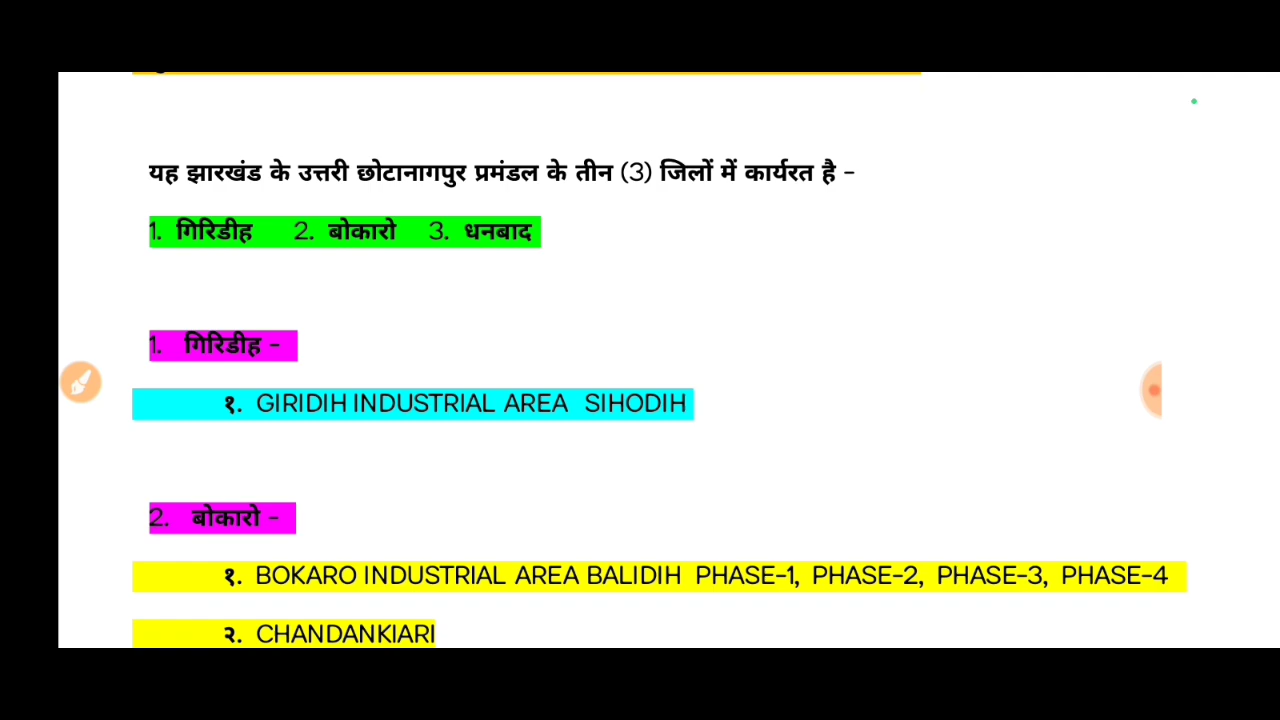 यह झारखंड के उत्तरी छोटानागपुर प्रमंडल के तीन (3) जिलों में कार्यरत है -
1. गिरिडीह 2. बोकारो 3. धनबाद
1. गिरिडीह -
१. GIRIDIH INDUSTRIAL AREA SIHODIH
2. बोकारो -
१. BOKARO INDUSTRIAL AREA BALIDIH PHASE-1, PHASE-2, PHASE-3, PHASE-4
२. CHANDANKIARI